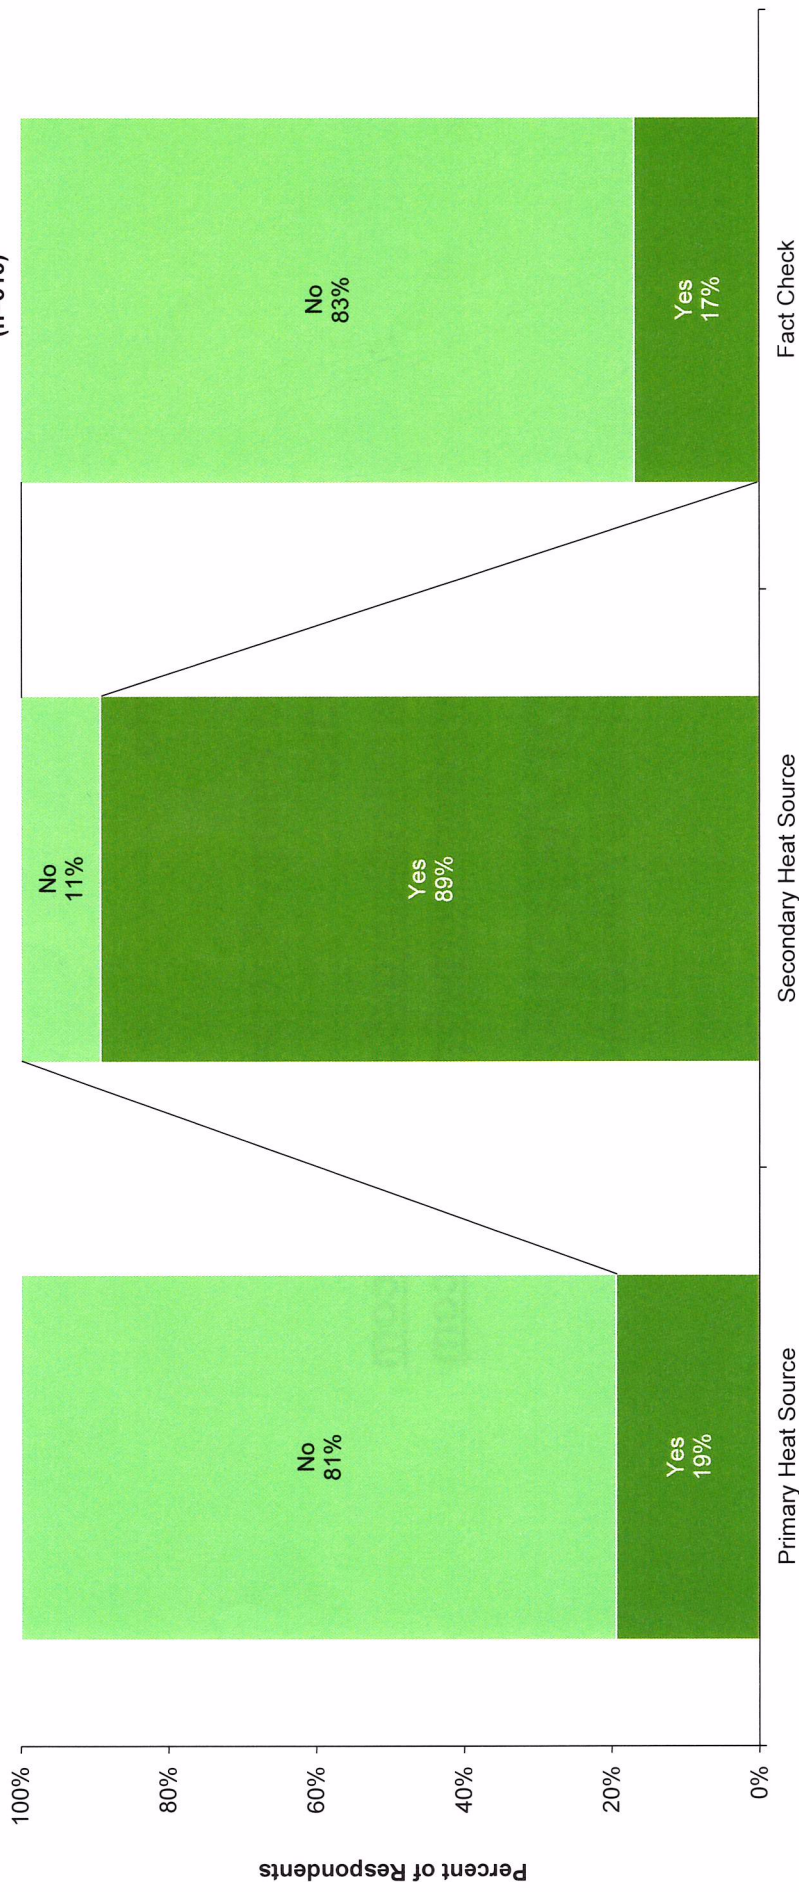 Percent of Respondents
100%
80%
60%
40%
20%
0%
No
81%
Yes
19%
Primary Heat Source
No
11%
Yes
89%
Secondary Heat Source
No
83%
Yes
17%
Fact Check